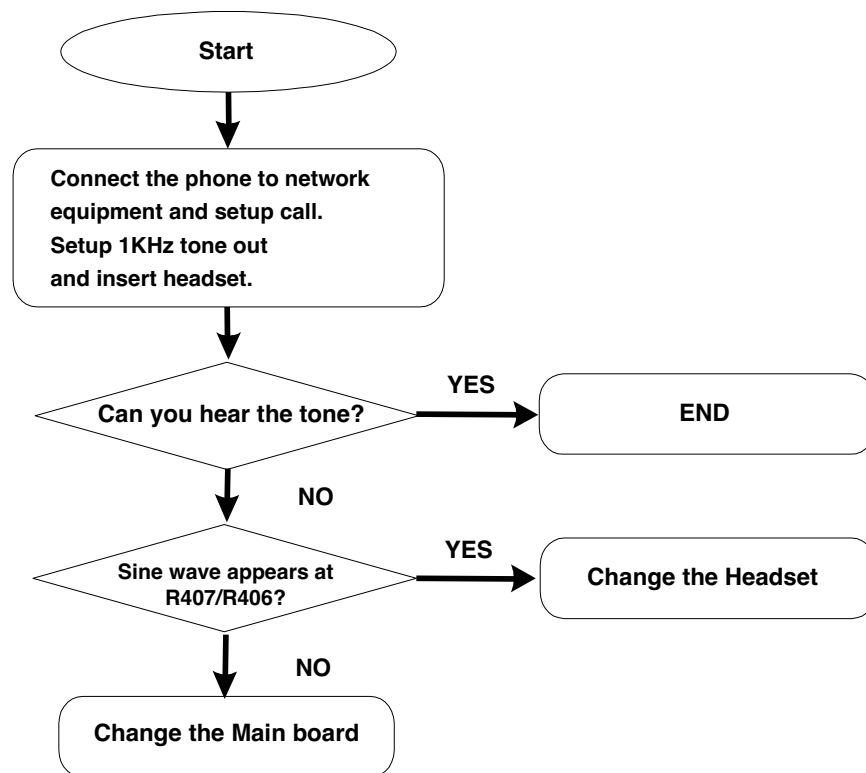 Start
Connect the phone to network
equipment and setup call.
Setup 1KHz tone out
and insert headset.
Can you hear the tone?
YES
END
NO
Sine wave appears at
R407/R406?
YES
Change the Headset
NO
Change the Main board